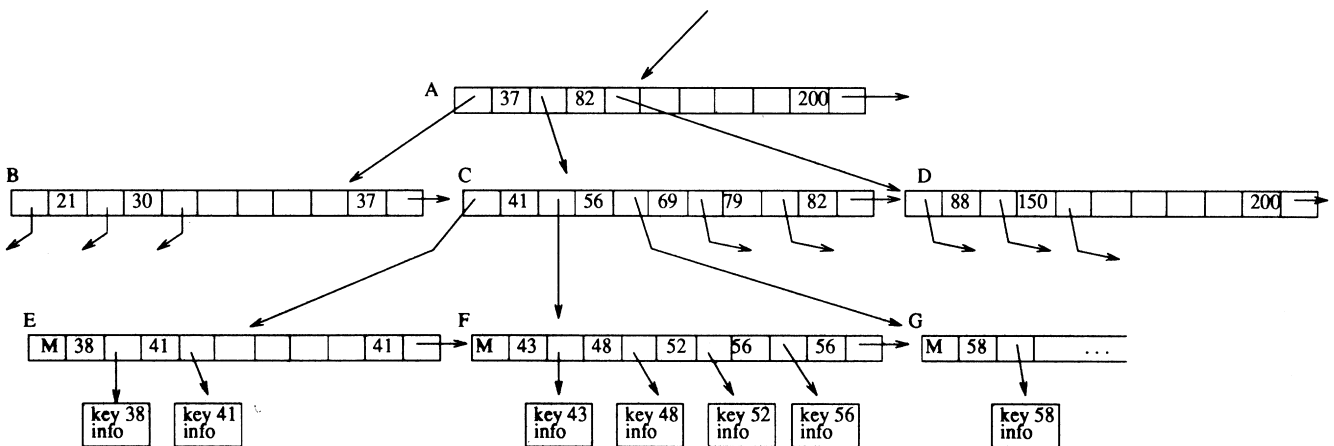 A
37 82 200
B C D
21 30 37 41 56 69 79 82 88 150 200
E F G
M 38 41 41 M 43 48 52 56 56 M 58 ...
key 38 key 41 key 43 key 48 key 52 key 56 key 58
info info info info info info info